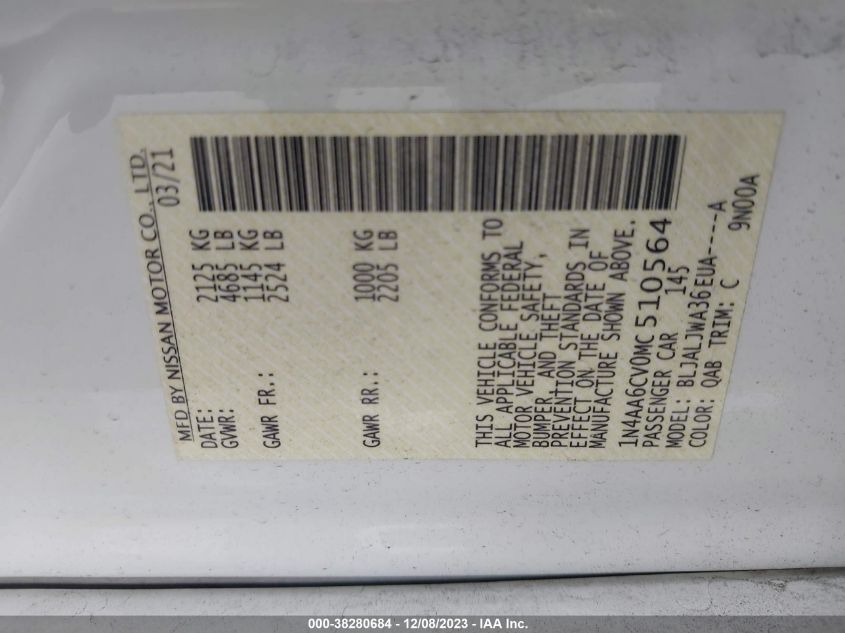 MFD BY NISSAN MOTOR CO., LTD.
DATE: 03/21
GVWR: 2125 KG
4685 LB
GAWR FR.: 1145 KG
2524 LB
GAWR RR.: 1000 KG
2205 LB
THIS VEHICLE CONFORMS TO
ALL APPLICABLE FEDERAL
MOTOR VEHICLE SAFETY,
BUMPER, AND THEFT
PREVENTION STANDARDS IN
EFFECT ON THE DATE OF
MANUFACTURE SHOWN ABOVE.
1N4AA6CV0MC510564
PASSENGER CAR 145
MODEL: BLJALJWA36EUA-----A
COLOR: QAB TRIM: C 9N00A
000-38280684 - 12/08/2023 - IAA Inc.